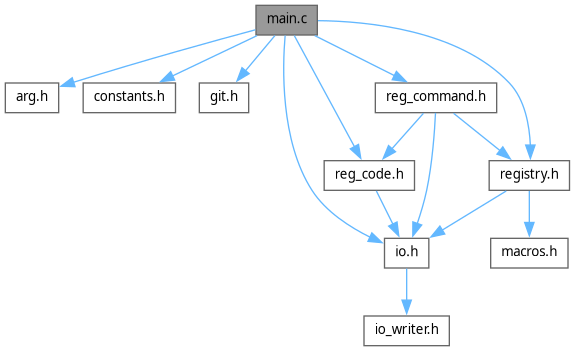 main.c
arg.h
constants.h
git.h
reg_command.h
reg_code.h
registry.h
io.h
macros.h
io_writer.h